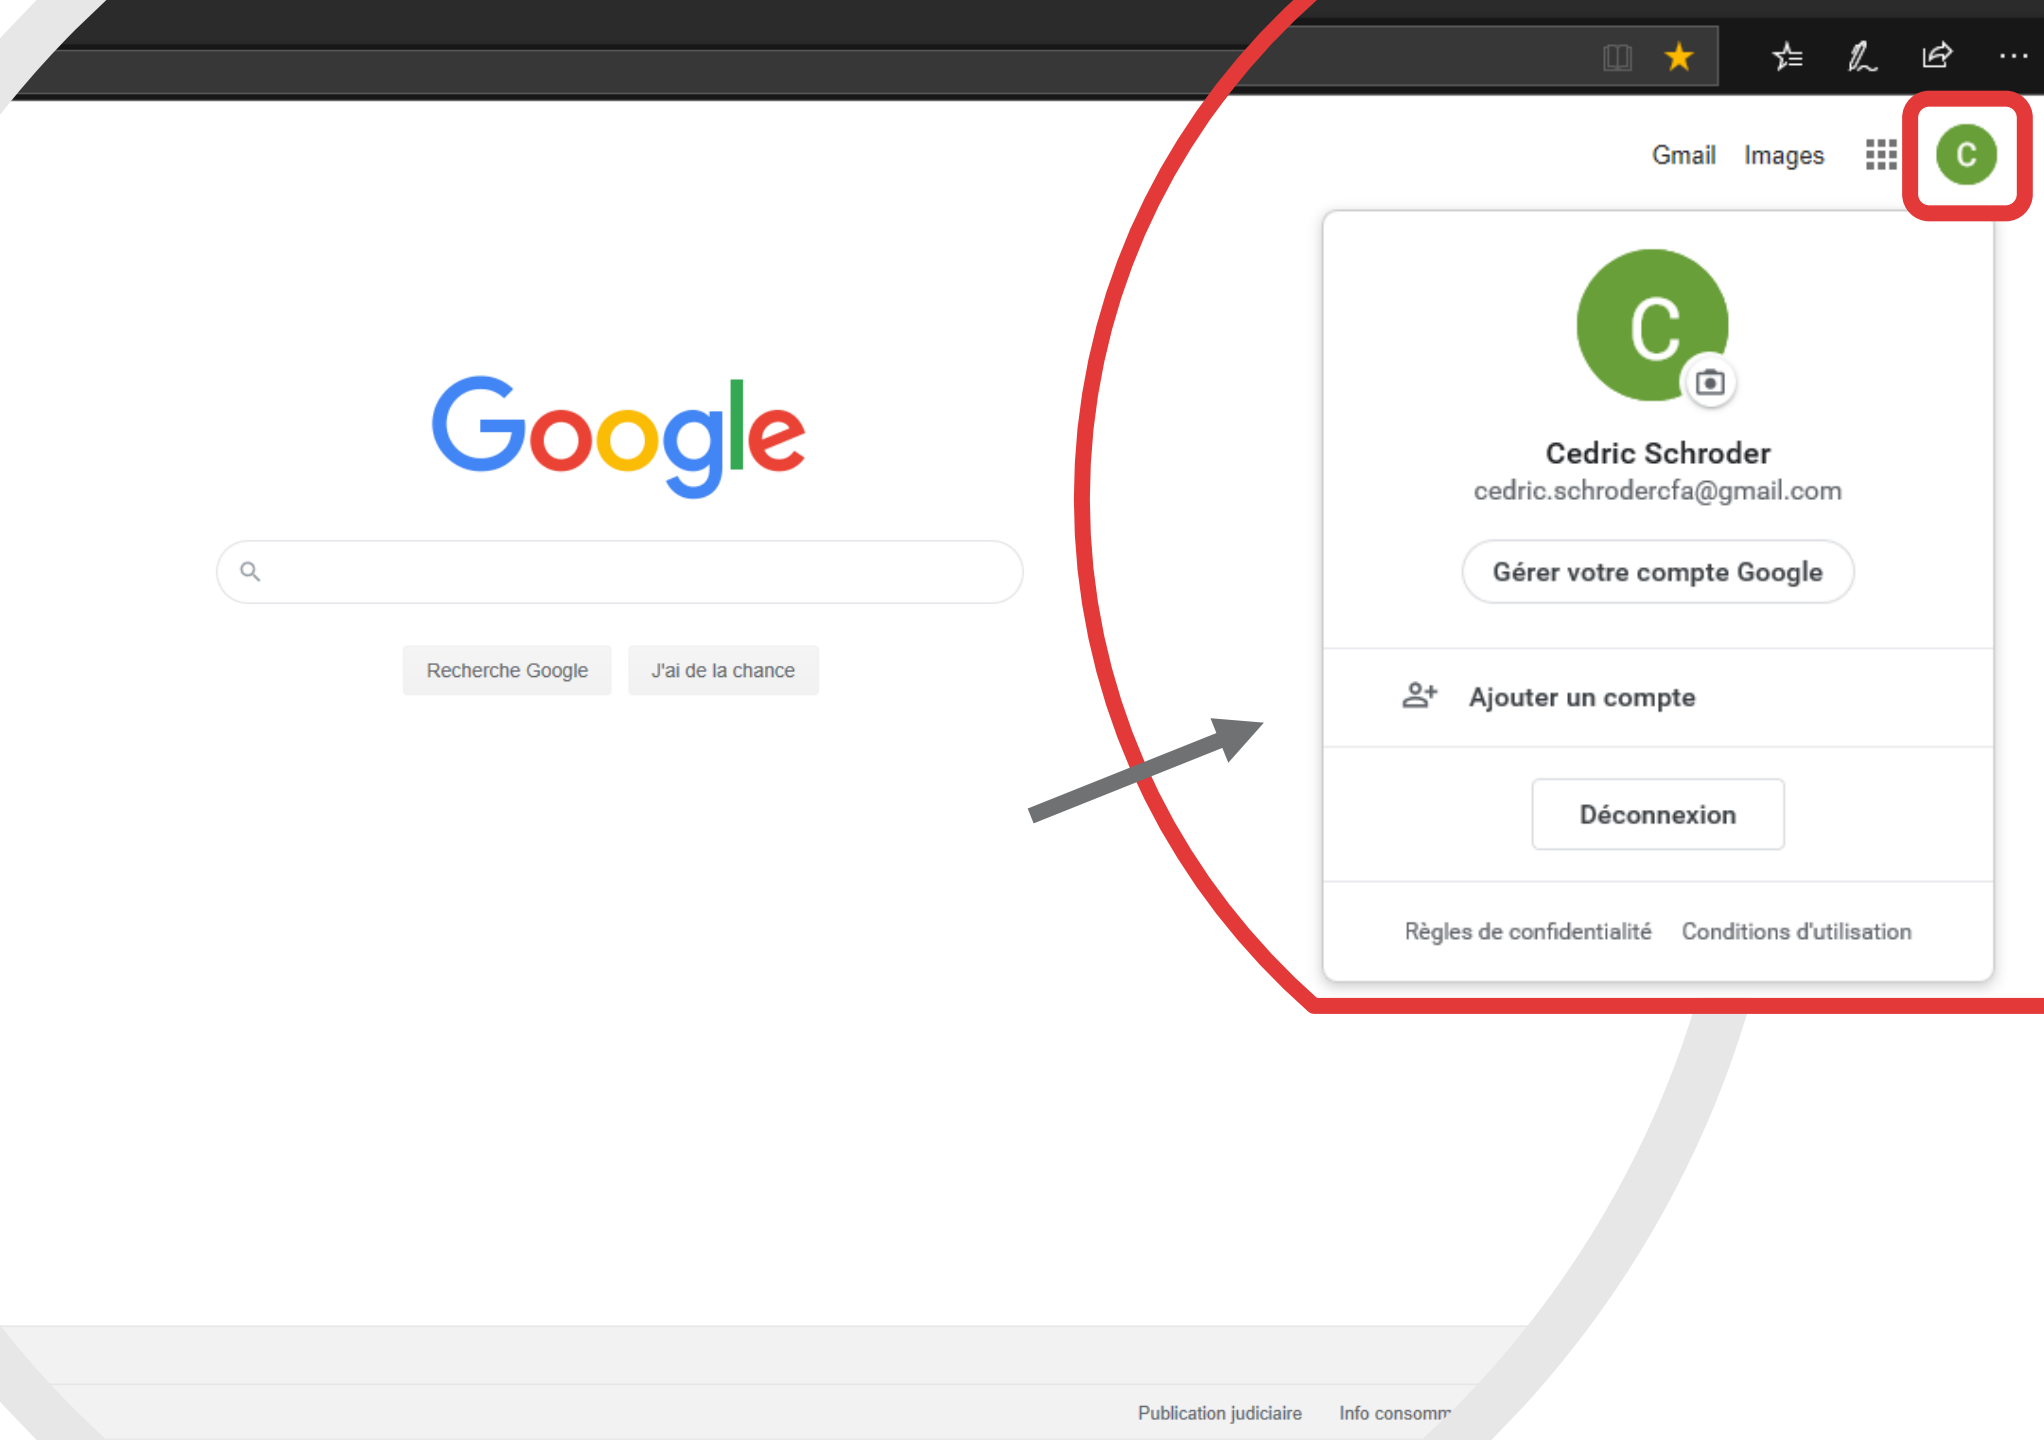 Gmail Images
C
C
Cedric Schroder
cedric.schrodercfa@gmail.com
Gérer votre compte Google
Ajouter un compte
Déconnexion
Règles de confidentialité Conditions d'utilisation
Google
Recherche Google J'ai de la chance
Publication judiciaire Info